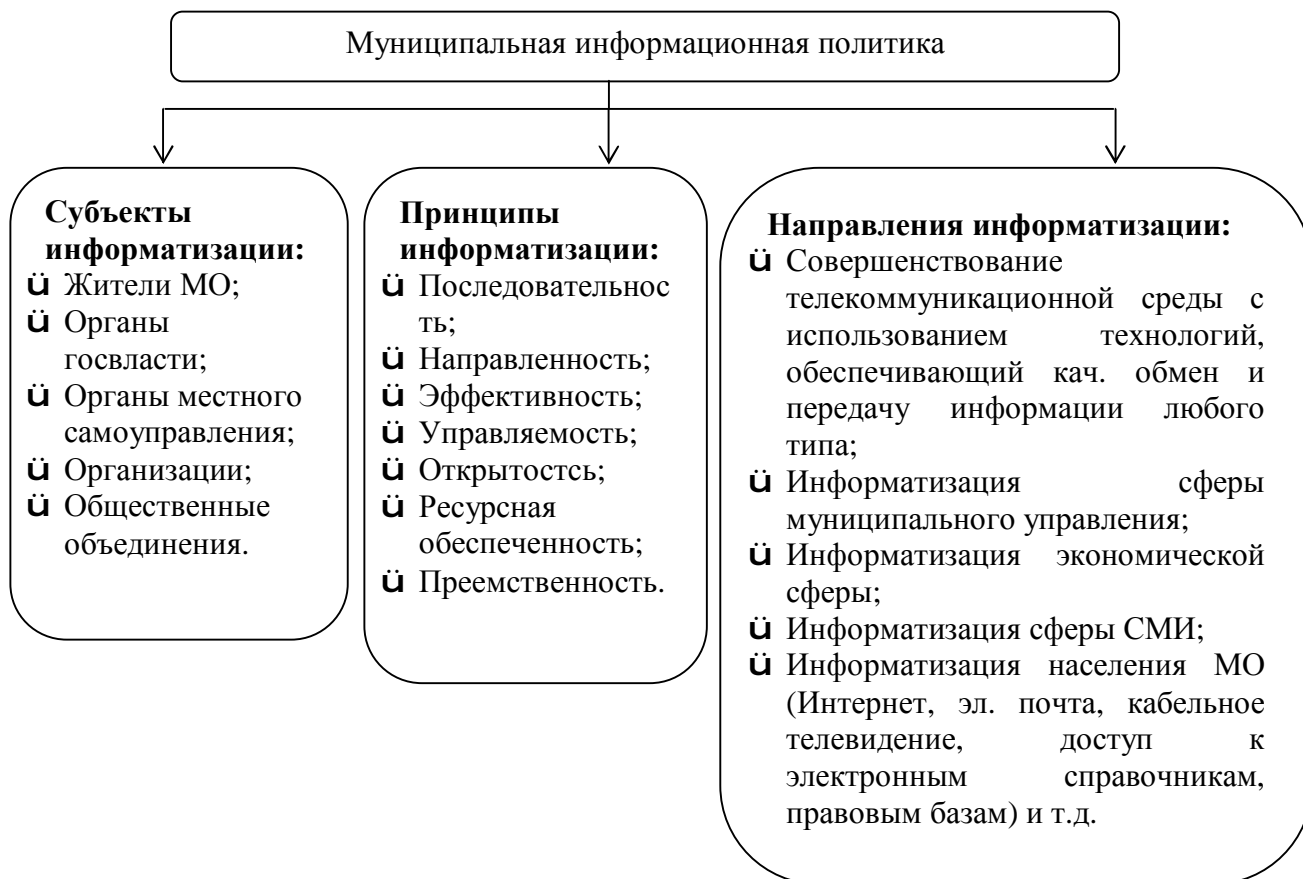 Муниципальная информационная политика
Субъекты
информатизации:
ü Жители МО;
ü Органы
госвласти;
ü Органы местного
самоуправления;
ü Организации;
ü Общественные
объединения.
Принципы
информатизации:
ü Последовательнос
ть;
ü Направленность;
ü Эффективность;
ü Управляемость;
ü Открытостсь;
ü Ресурсная
обеспеченность;
ü Преемственность.
Направления информатизации:
ü Совершенствование
телекоммуникационной среды с
использованием технологий,
обеспечивающий кач. обмен и
передачу информации любого
типа;
ü Информатизация сферы
муниципального управления;
ü Информатизация экономической
сферы;
ü Информатизация сферы СМИ;
ü Информатизация населения МО
(Интернет, эл. почта, кабельное
телевидение, доступ к
электронным справочникам,
правовым базам) и т.д.